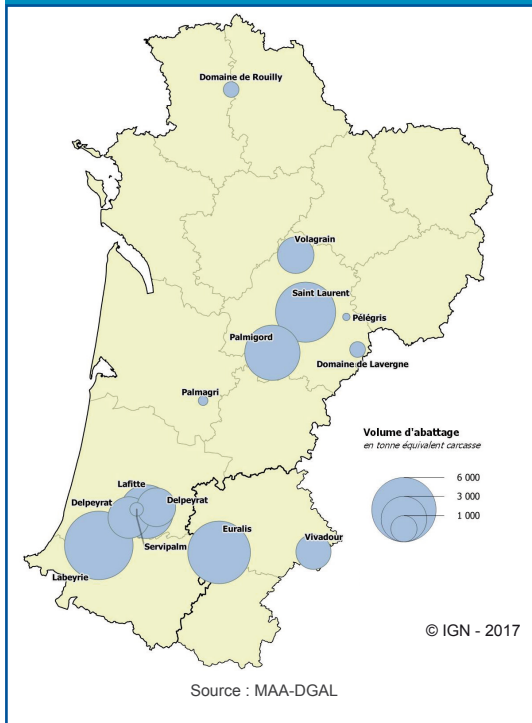 Domaine de Rouilly
Volagrain
Saint Laurent
Pélégris
Palmigord
Domaine de Lavergne
Palmagri
Volume d'abattage
en tonne équivalent carcasse
6 000
3 000
1 000
Lafitte
Delpeyrat
Delpeyrat
Servipalm
Euralis
Vivadour
Labeyrie
© IGN - 2017
Source : MAA-DGAL